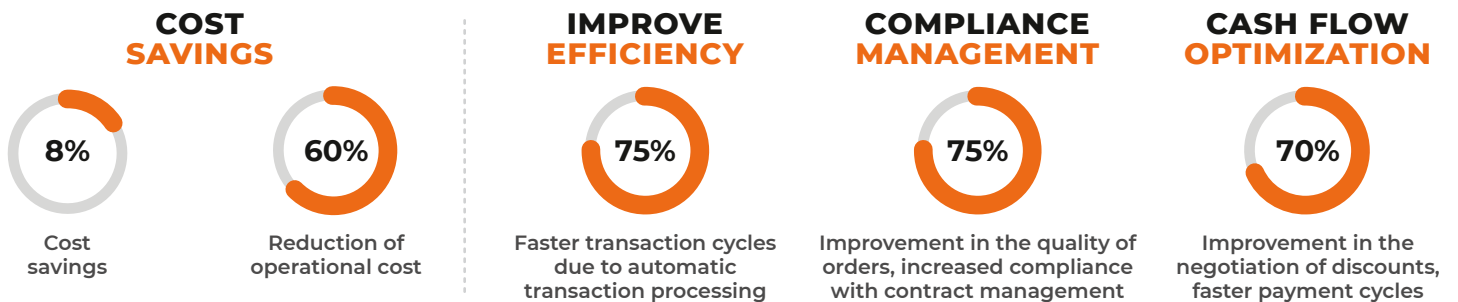 COST
SAVINGS
8%
Cost
savings
60%
Reduction of
operational cost
IMPROVE
EFFICIENCY
75%
Faster transaction cycles
due to automatic
transaction processing
COMPLIANCE
MANAGEMENT
75%
Improvement in the quality of
orders, increased compliance
with contract management
CASH FLOW
OPTIMIZATION
70%
Improvement in the
negotiation of discounts,
faster payment cycles